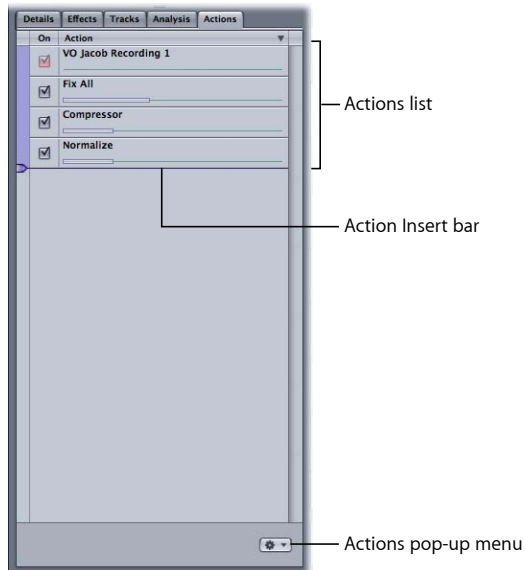 Details Effects Tracks Analysis Actions
On Action
VO Jacob Recording 1
Fix All
Compressor
Normalize
Actions list
Action Insert bar
Actions pop-up menu